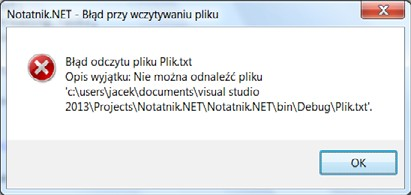 Notatnik.NET - Błąd przy wczytywaniu pliku
Błąd odczytu pliku Plik.txt
Opis wyjątku: Nie można odnaleźć pliku
'c:\users\jacek\documents\visual studio
2013\Projects\Notatnik.NET\Notatnik.NET\bin\Debug\Plik.txt'.
OK